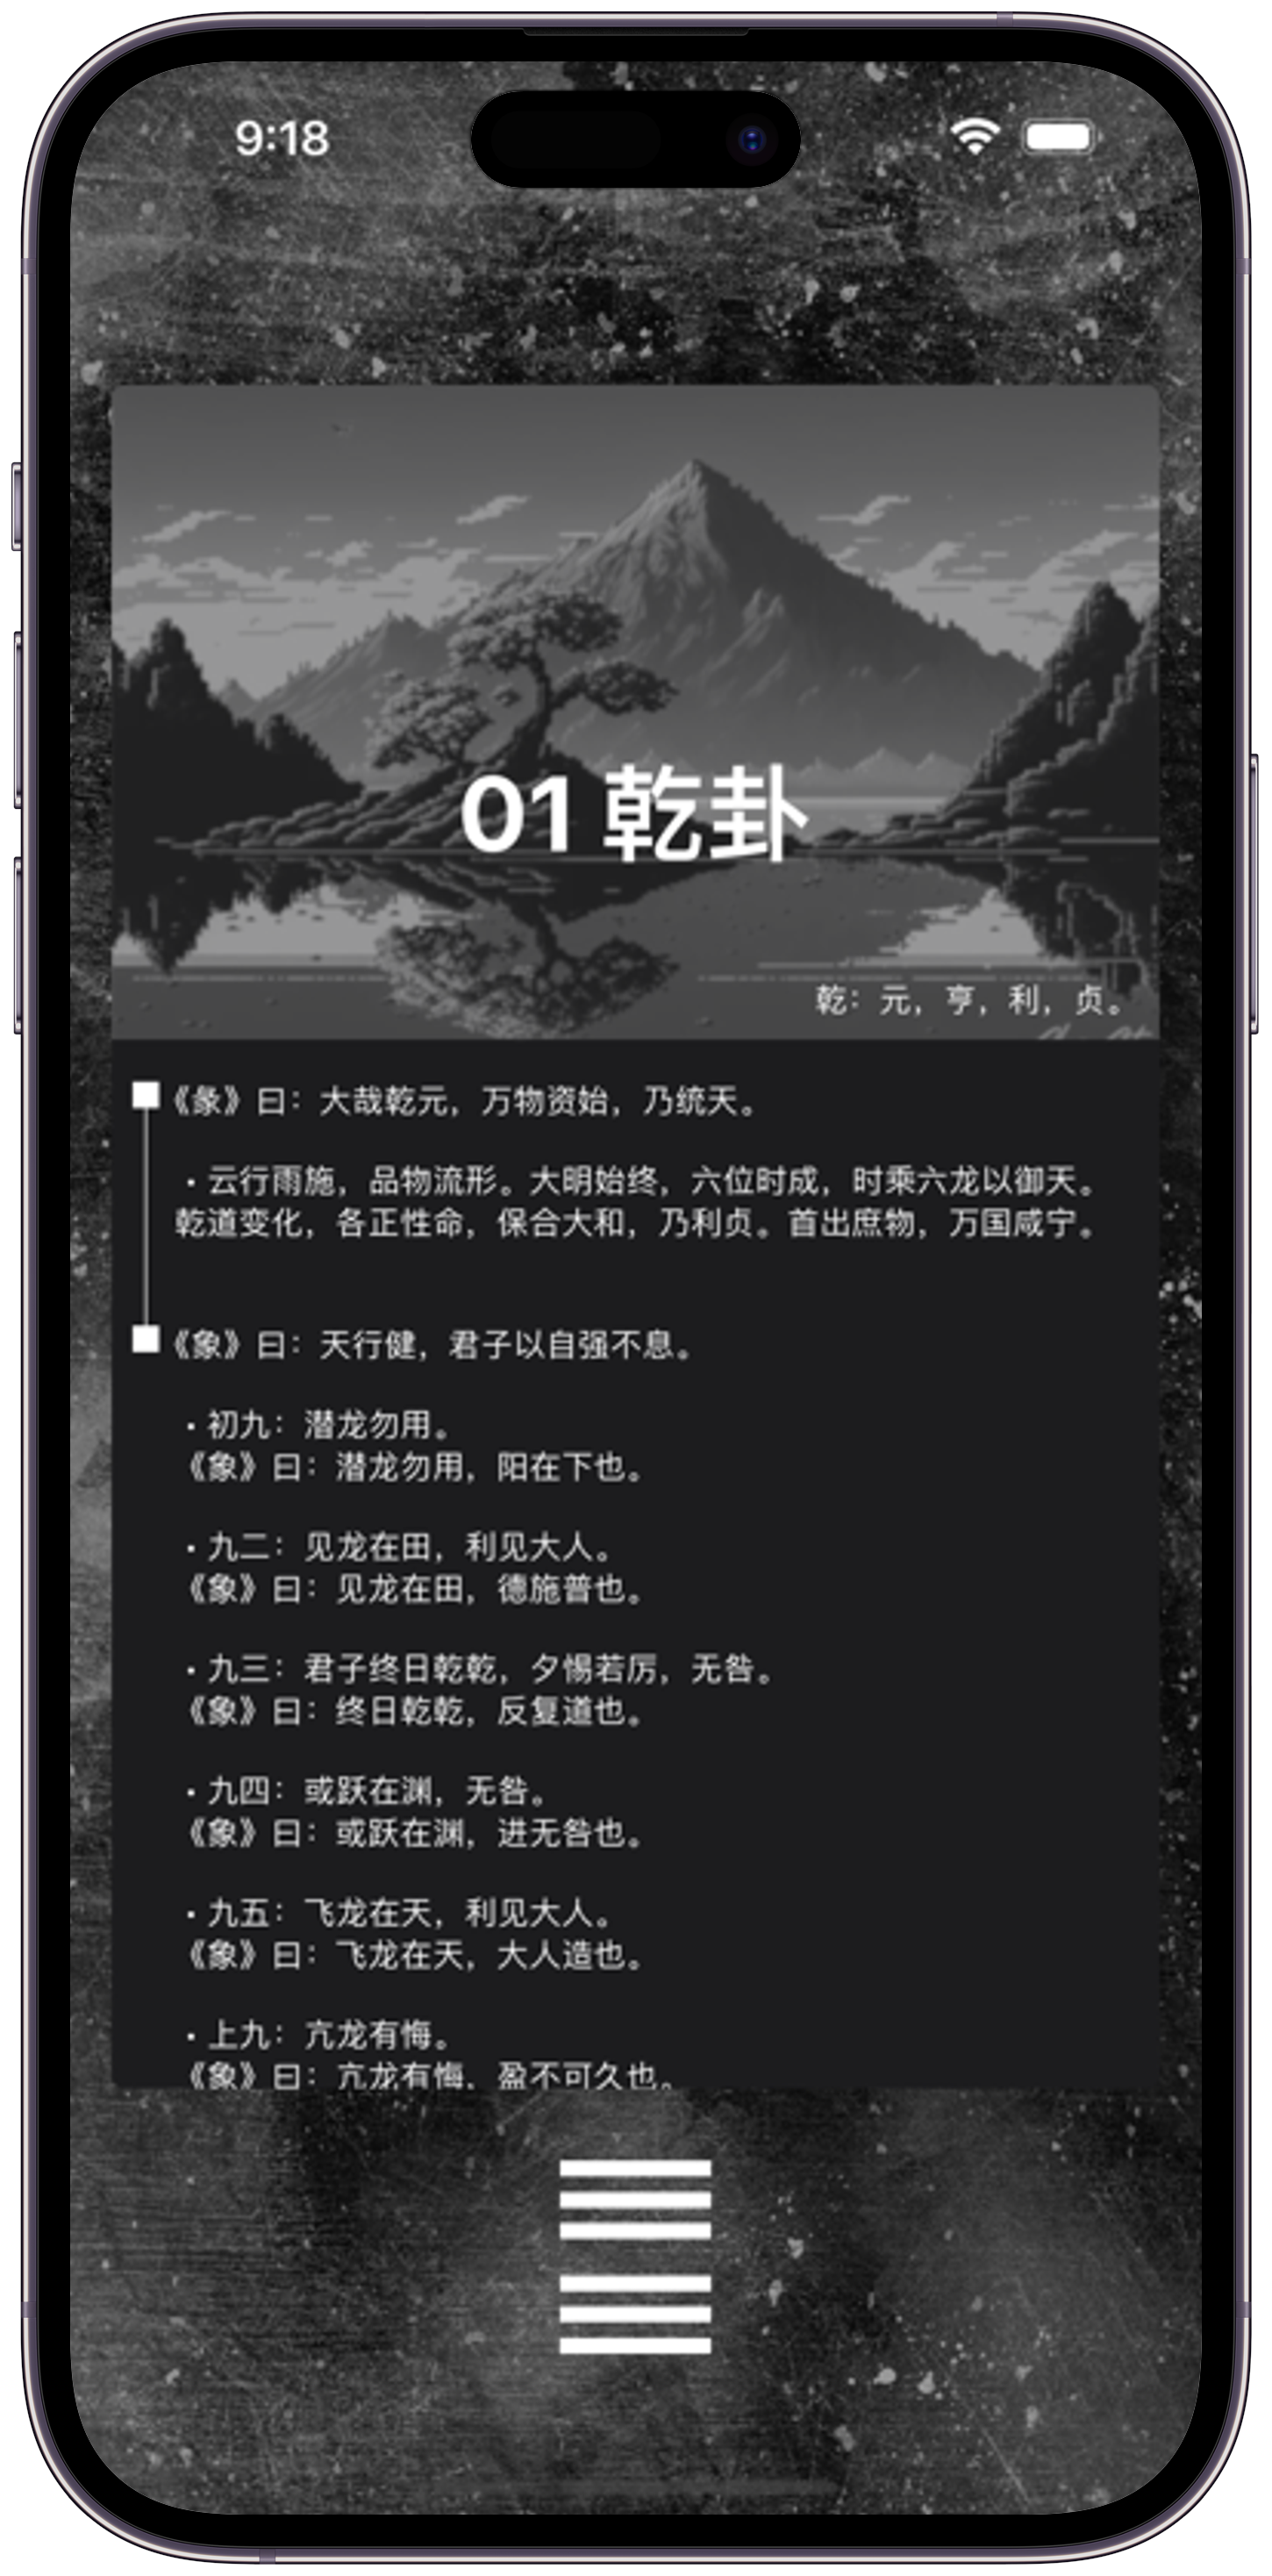 9:18
01 乾卦
乾：元，亨，利，贞。
《彖》曰：大哉乾元，万物资始，乃统天。
• 云行雨施，品物流形。大明始终，六位时成，时乘六龙以御天。
乾道变化，各正性命，保合大和，乃利贞。首出庶物，万国咸宁。
《象》曰：天行健，君子以自强不息。
• 初九：潜龙勿用。
《象》曰：潜龙勿用，阳在下也。
• 九二：见龙在田，利见大人。
《象》曰：见龙在田，德施普也。
• 九三：君子终日乾乾，夕惕若厉，无咎。
《象》曰：终日乾乾，反复道也。
• 九四：或跃在渊，无咎。
《象》曰：或跃在渊，进无咎也。
• 九五：飞龙在天，利见大人。
《象》曰：飞龙在天，大人造也。
• 上九：亢龙有悔。
《象》曰：亢龙有悔，盈不可久也。